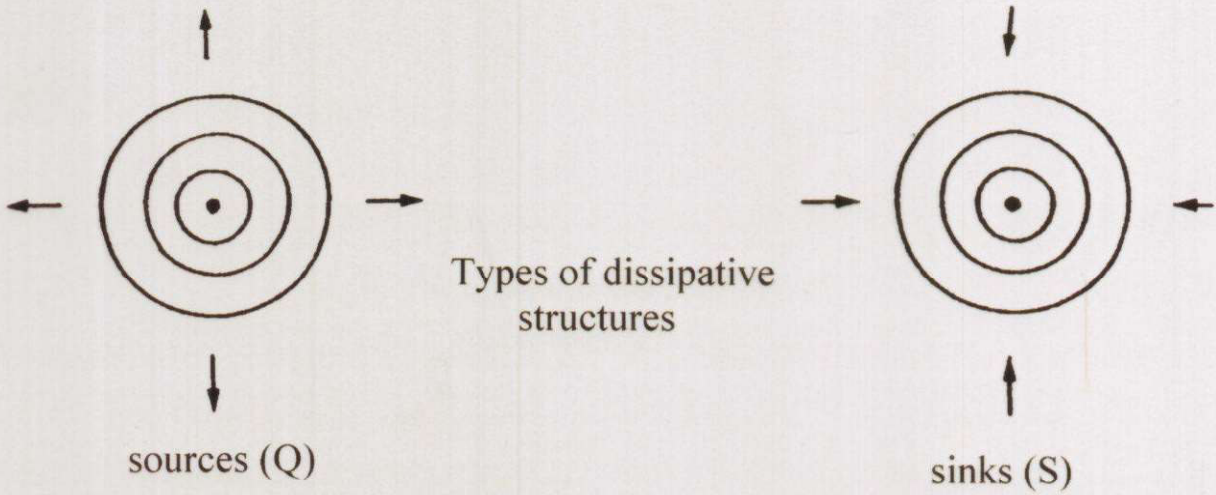 Types of dissipative
structures
sources (Q)
sinks (S)